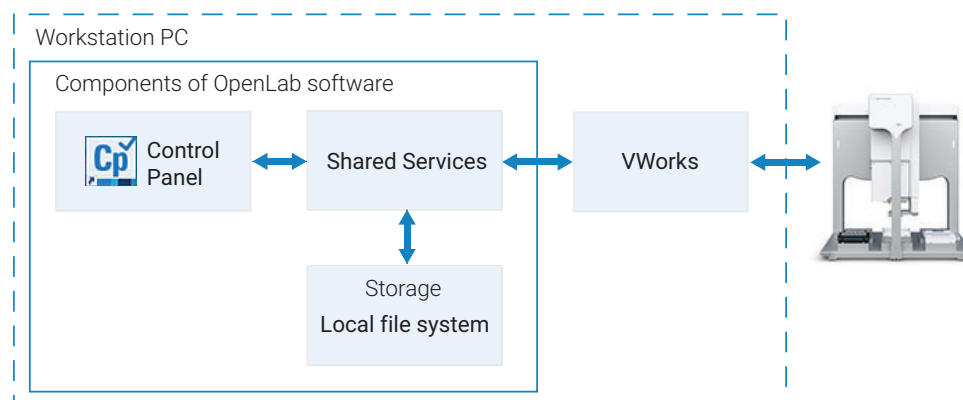 Workstation PC
Components of OpenLab software
Cp
Control
Panel
Shared Services
VWorks
Storage
Local file system